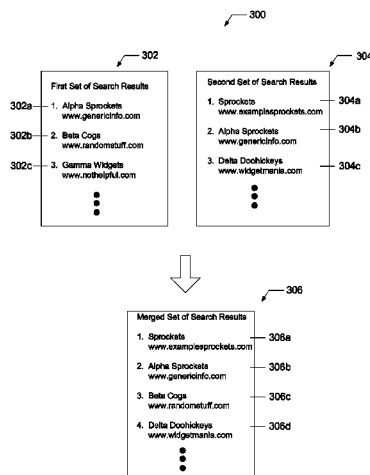 300
302
First Set of Search Results
302a
1. Alpha Sprockets
www.genericinfo.com
302b
2. Beta Cogs
www.randomstuff.com
302c
3. Gamma Widgets
www.nothelpful.com
304
Second Set of Search Results
1. Sprockets
www.examplesprockets.com
304a
2. Alpha Sprockets
www.genericinfo.com
304b
3. Delta Doohickeys
www.widgetmania.com
304c
306
Merged Set of Search Results
1. Sprockets
www.examplesprockets.com
306a
2. Alpha Sprockets
www.genericinfo.com
306b
3. Beta Cogs
www.randomstuff.com
306c
4. Delta Doohickeys
www.widgetmania.com
306d